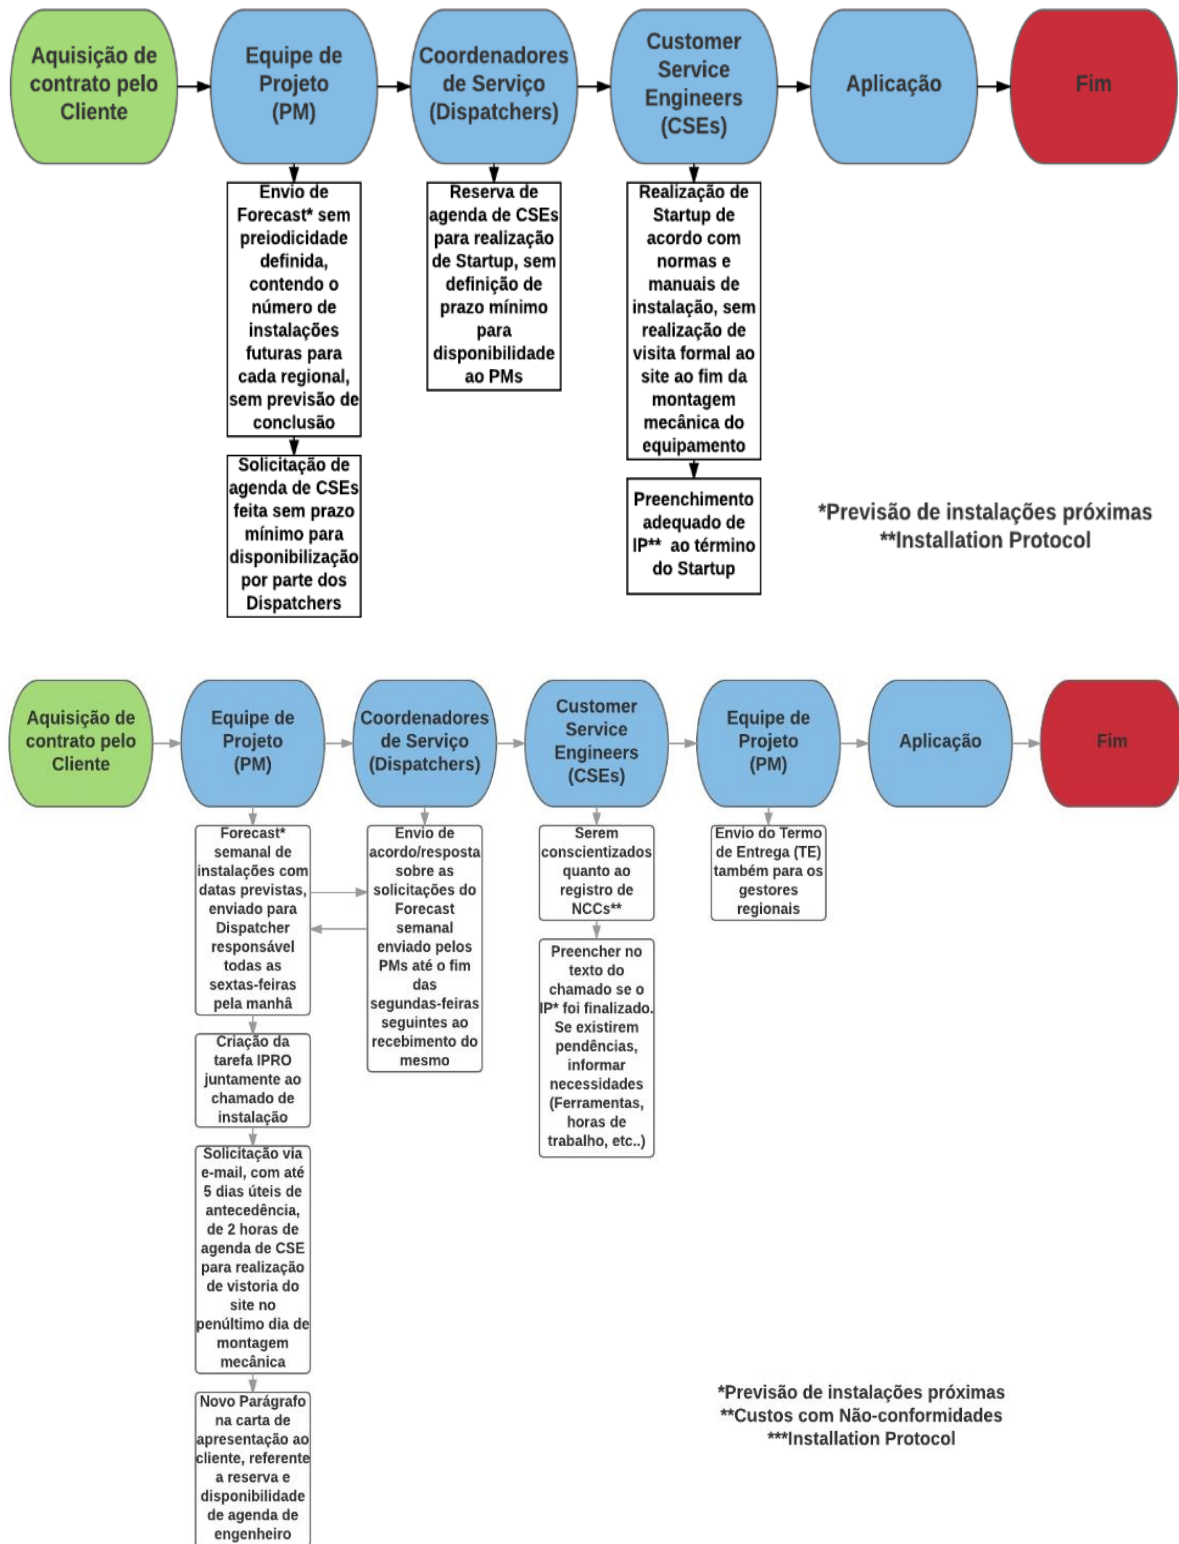 Aquisição de
contrato pelo
Cliente
Equipe de
Projeto
(PM)
Coordenadores
de Serviço
(Dispatchers)
Customer
Service
Engineers
(CSEs)
Aplicação
Fim
Envio de
Forecast* sem
preiodicidade
definida,
contendo o
número de
instalações
futuras para
cada regional,
sem previsão de
conclusão
Solicitação de
agenda de CSEs
feita sem prazo
mínimo para
disponibilização
por parte dos
Dispatchers
Reserva de
agenda de CSEs
para realização
de Startup, sem
definição de
prazo mínimo
para
disponibilidade
ao PMs
Realização de
Startup de
acordo com
normas e
manuais de
instalação, sem
realização de
visita formal ao
site ao fim da
montagem
mecânica do
equipamento
Preenchimento
adequado de
IP** ao término
do Startup
*Previsão de instalações próximas
**Installation Protocol
Aquisição de
contrato pelo
Cliente
Equipe de
Projeto
(PM)
Coordenadores
de Serviço
(Dispatchers)
Customer
Service
Engineers
(CSEs)
Equipe de
Projeto
(PM)
Aplicação
Fim
Forecast*
semanal de
instalações com
datas previstas,
enviado para
Dispatcher
responsável
todas as
sextas-feiras
pela manhâ
Criação da
tarefa IPRO
juntamente ao
chamado de
instalação
Solicitação via
e-mail, com até
5 dias úteis de
antecedência,
de 2 horas de
agenda de CSE
para realização
de vistoria do
site no
penúltimo dia de
montagem
mecânica
Novo Parágrafo
na carta de
apresentação ao
cliente, referente
a reserva e
disponibilidade
de agenda de
engenheiro
Envio de
acordo/resposta
sobre as
solicitações do
Forecast
semanal
enviado pelos
PMs até o fim
das
segundas-feiras
seguintes ao
recebimento do
mesmo
Serem
conscientizados
quanto ao
registro de
NCCs**
Preencher no
texto do
chamado se o
IP* foi finalizado.
Se existirem
pendências,
informar
necessidades
(Ferramentas,
horas de
trabalho, etc..)
Envio do Termo
de Entrega (TE)
também para os
gestores
regionais
*Previsão de instalações próximas
**Custos com Não-conformidades
***Installation Protocol